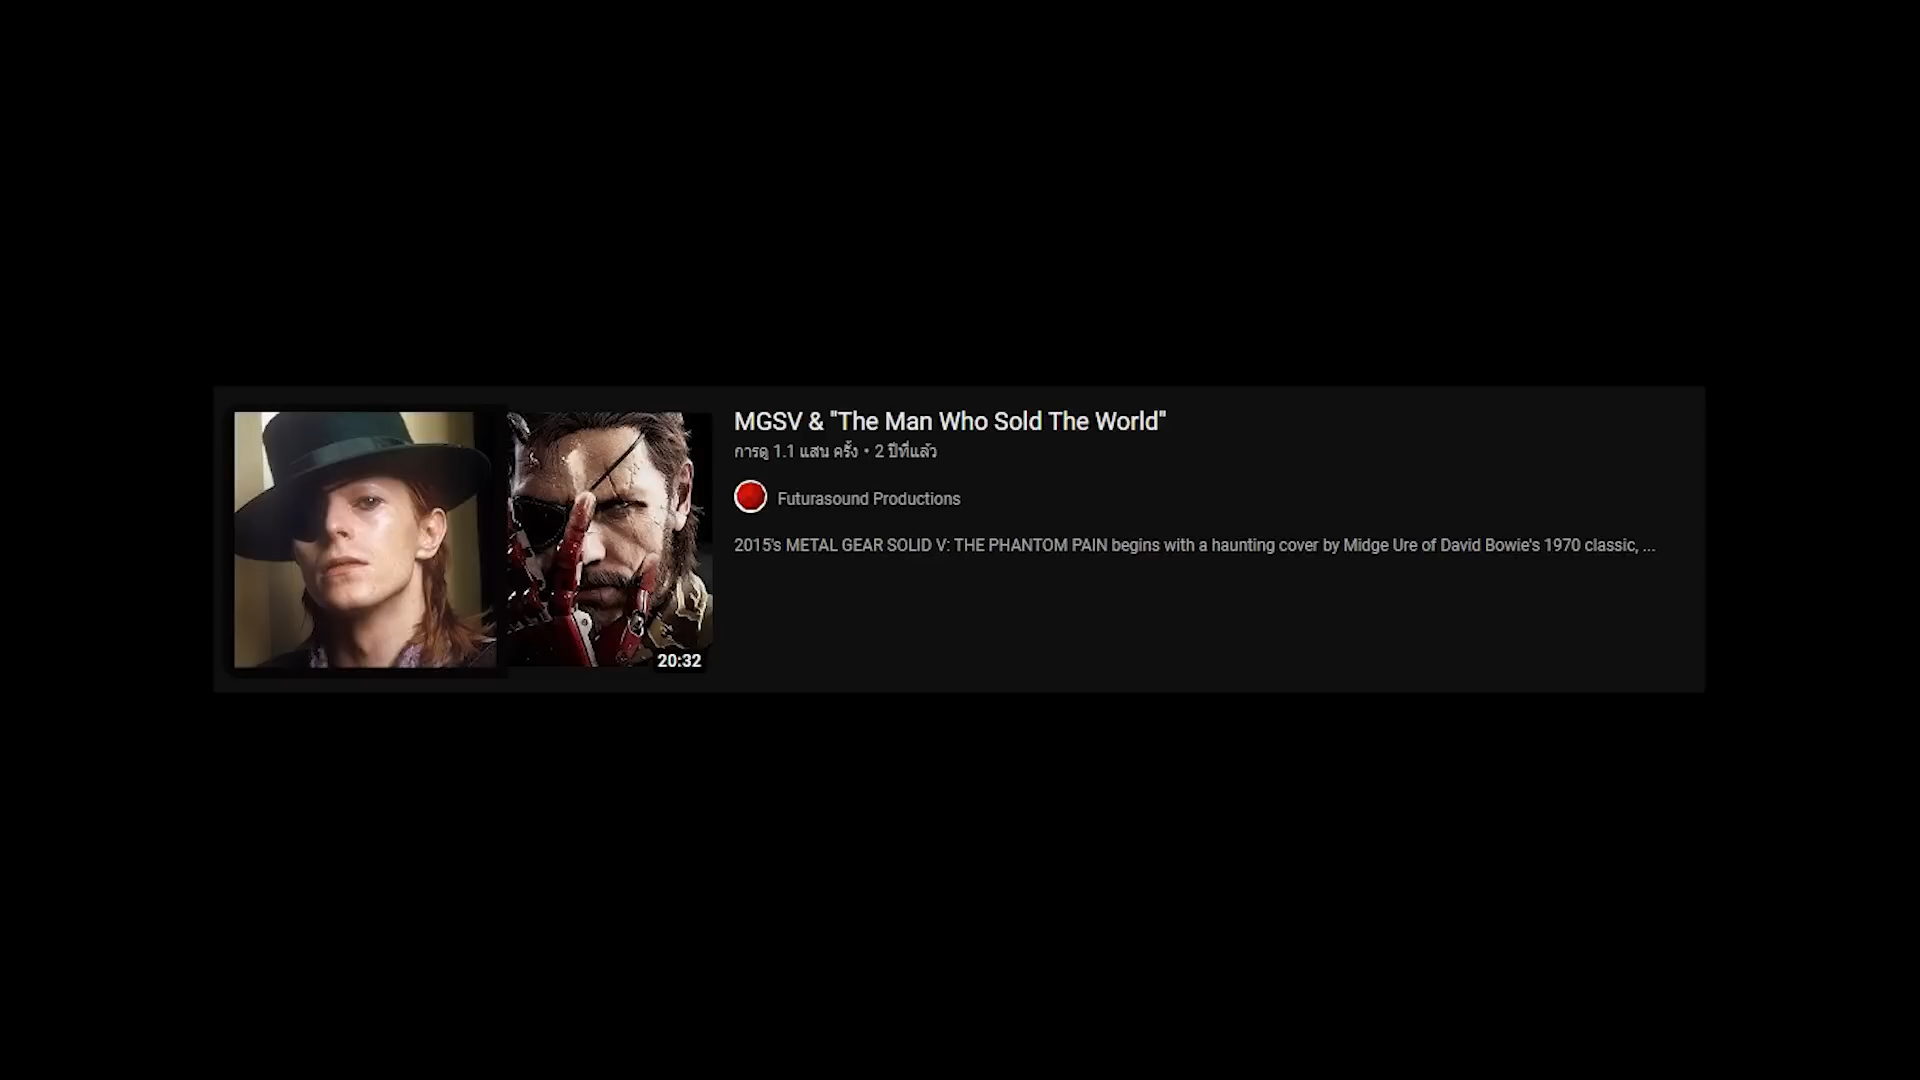 MGSV & "The Man Who Sold The World"
การดู 1.1 แสน ครั้ง • 2 ปีที่แล้ว
Futurasound Productions
2015's METAL GEAR SOLID V: THE PHANTOM PAIN begins with a haunting cover by Midge Ure of David Bowie's 1970 classic, ...
20:32